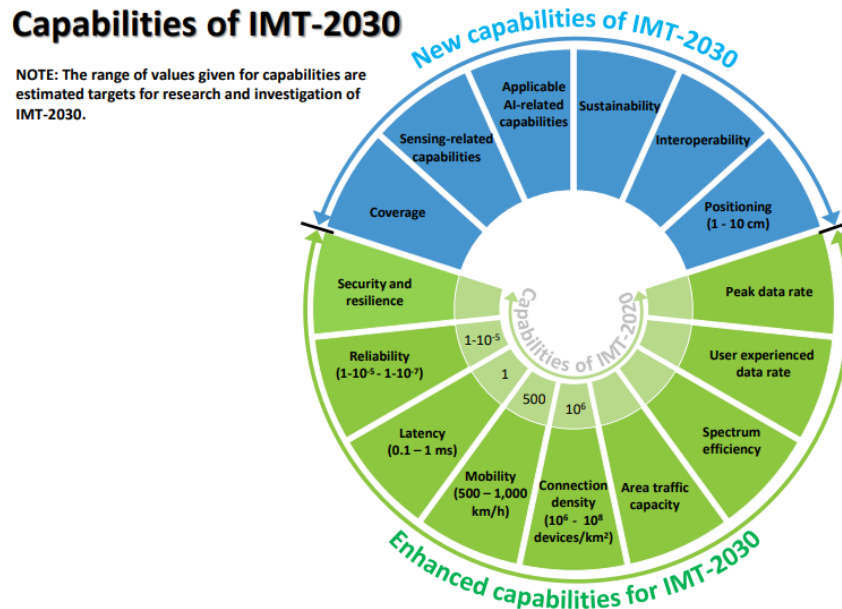 Capabilities of IMT-2030
NOTE: The range of values given for capabilities are
estimated targets for research and investigation of
IMT-2030.
New capabilities of IMT-2030
Coverage
Sensing-related
capabilities
Applicable
AI-related
capabilities
Sustainability
Interoperability
Positioning
(1 - 10 cm)
Peak data rate
User experienced
data rate
Spectrum
efficiency
Area traffic
capacity
Connection
density
(10⁶ - 10⁸
devices/km²)
Mobility
(500 – 1,000
km/h)
Latency
(0.1 – 1 ms)
Reliability
(1-10⁻⁵ - 1-10⁻⁷)
Security and
resilience
1-10⁻⁵
1
500
10⁶
Capabilities of IMT-2020
Enhanced capabilities for IMT-2030